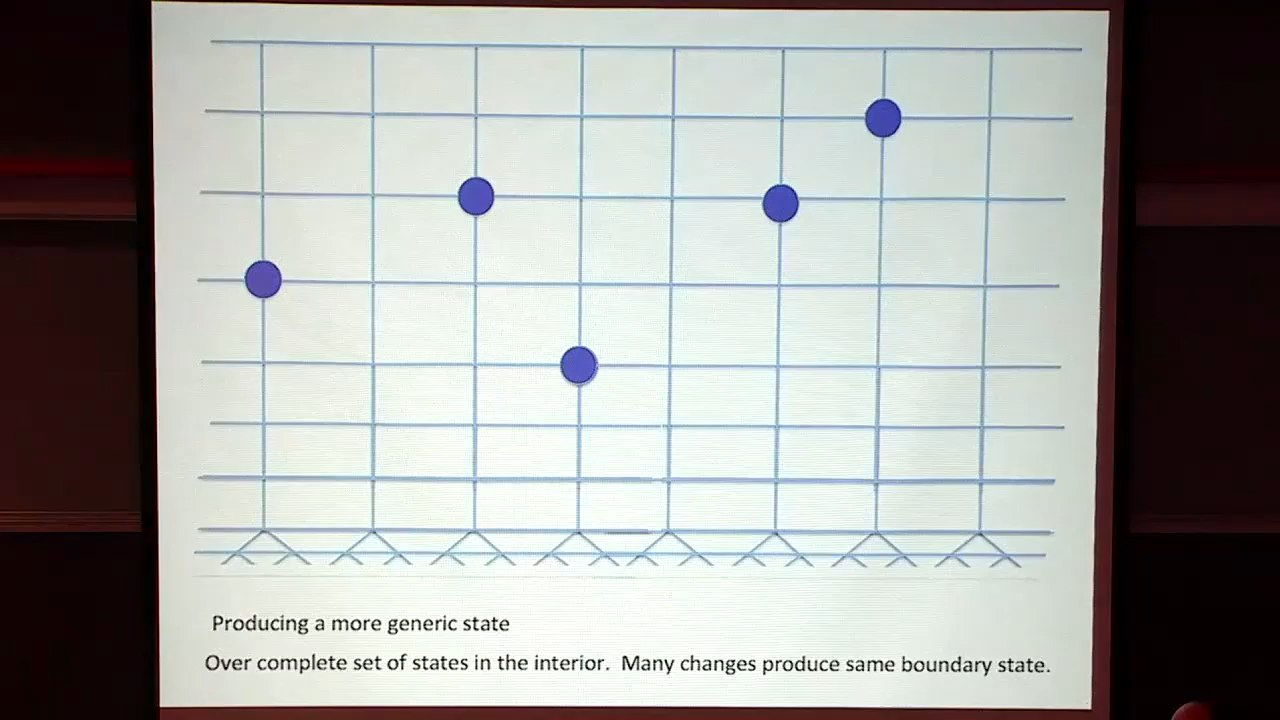 Producing a more generic state
Over complete set of states in the interior.  Many changes produce same boundary state.